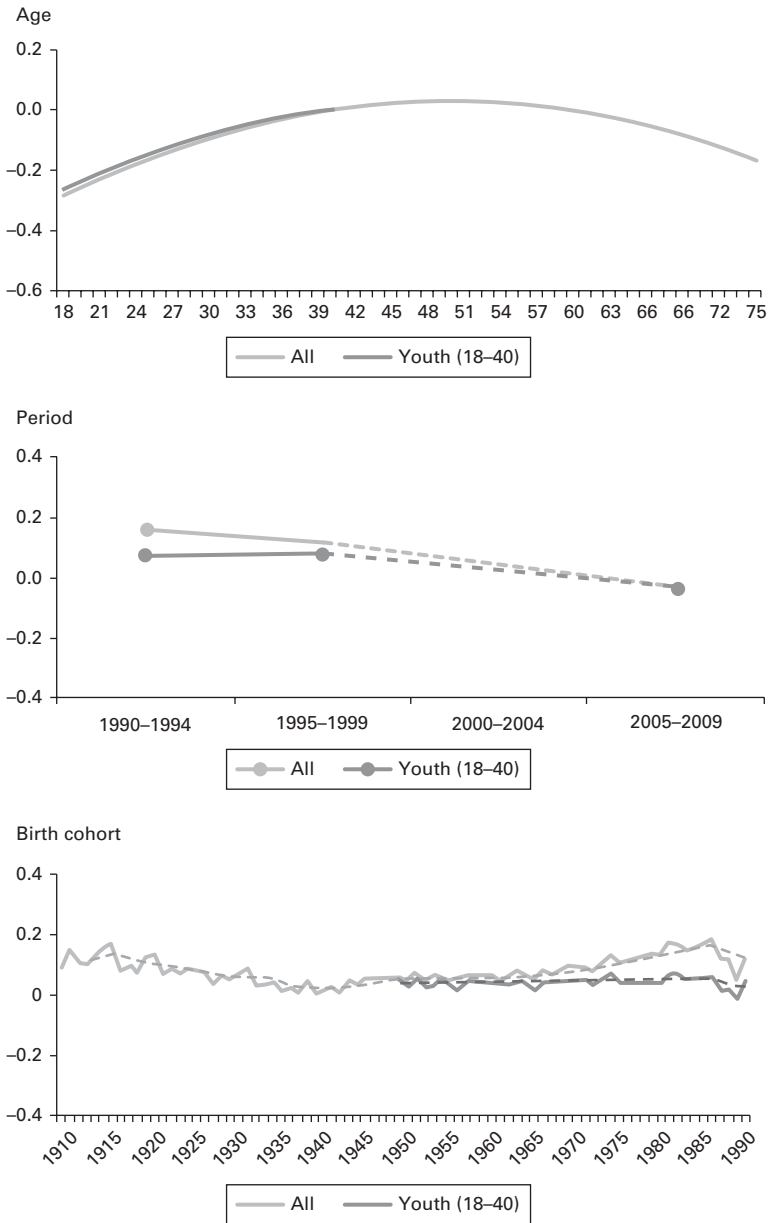 Age
0.2
0.0
–0.2
–0.4
–0.6
18 21 24 27 30 33 36 39 42 45 48 51 54 57 60 63 66 66 72 75
All Youth (18–40)
Period
0.4
0.2
0.0
–0.2
–0.4
1990–1994 1995–1999 2000–2004 2005–2009
All Youth (18–40)
Birth cohort
0.4
0.2
0
–0.2
–0.4
1910 1915 1920 1925 1930 1935 1940 1945 1950 1955 1960 1965 1970 1975 1980 1985 1990
All Youth (18–40)